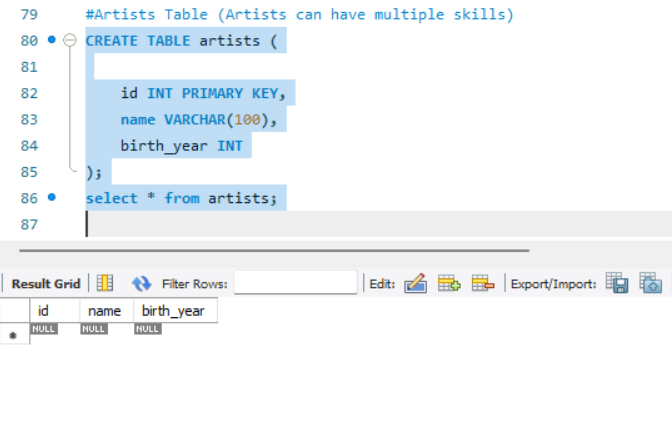 79 #Artists Table (Artists can have multiple skills)
80 CREATE TABLE artists (
81
82 id INT PRIMARY KEY,
83 name VARCHAR(100),
84 birth_year INT
85 );
86 select * from artists;
87
Result Grid Filter Rows: Edit: Export/Import:
id name birth_year
NULL NULL NULL